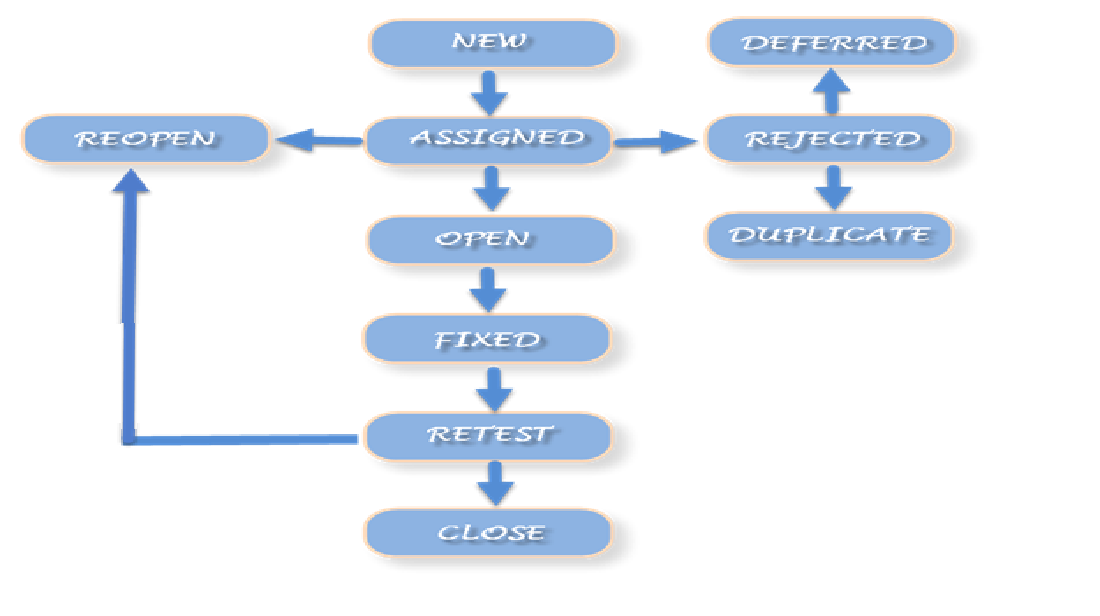 NEW
DEFERRED
REOPEN
ASSIGNED
REJECTED
OPEN
DUPLICATE
FIXED
RETEST
CLOSE